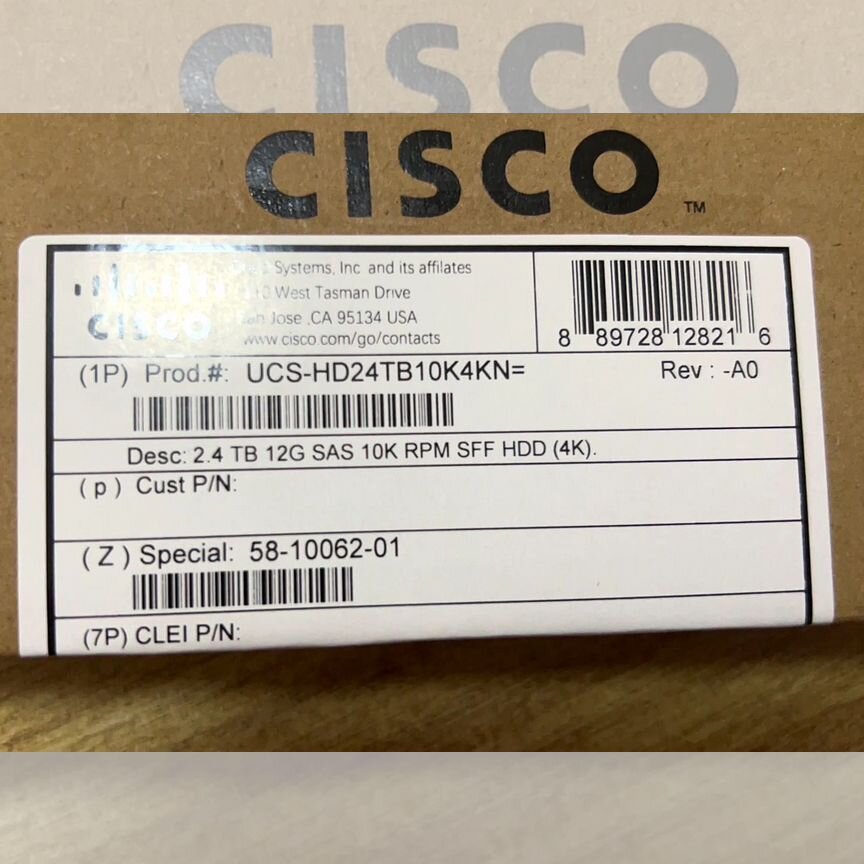 CISCO
CISCO
TM
Systems, Inc and its affilates
West Tasman Drive
Jose ,CA 95134 USA
www.cisco.com/go/contacts
CISCO
8 89728 12821 6
(1P) Prod.#: UCS-HD24TB10K4KN=
Rev : -A0
Desc: 2.4 TB 12G SAS 10K RPM SFF HDD (4K).
( p ) Cust P/N:
( Z ) Special: 58-10062-01
(7P) CLEI P/N: